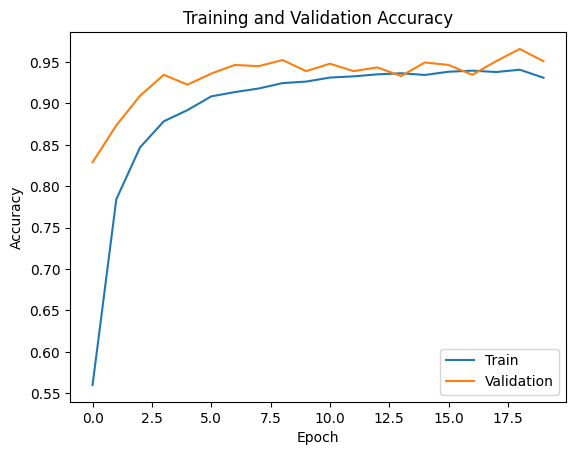 Training and Validation Accuracy
0.95
0.90
0.85
0.80
0.75
0.70
0.65
0.60
0.55
Accuracy
Train
Validation
0.0 2.5 5.0 7.5 10.0 12.5 15.0 17.5
Epoch